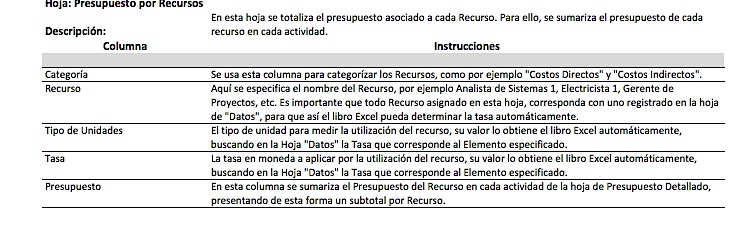 Hoja: Presupuesto por Recursos
En esta hoja se totaliza el presupuesto asociado a cada Recurso. Para ello, se sumariza el presupuesto de cada
Descripción: recurso en cada actividad.
Columna Instrucciones
Categoría Se usa esta columna para categorízar los Recursos, como por ejemplo "Costos Directos" y "Costos Indirectos".
Recurso Aquí se especifica el nombre del Recurso, por ejemplo Analista de Sistemas 1, Electricista 1, Gerente de
Proyectos, etc. Es importante que todo Recurso asignado en esta hoja, corresponda con uno registrado en la hoja
de "Datos", para que así el libro Excel pueda determinar la tasa automáticamente.
Tipo de Unidades El tipo de unidad para medir la utilización del recurso, su valor lo obtiene el libro Excel automáticamente,
buscando en la Hoja "Datos" la Tasa que corresponde al Elemento especificado.
Tasa La tasa en moneda a aplicar por la utilización del recurso, su valor lo obtiene el libro Excel automáticamente,
buscando en la Hoja "Datos" la Tasa que corresponde al Elemento especificado.
Presupuesto En esta columna se sumariza el Presupuesto del Recurso en cada actividad de la hoja de Presupuesto Detallado,
presentando de esta forma un subtotal por Recurso.